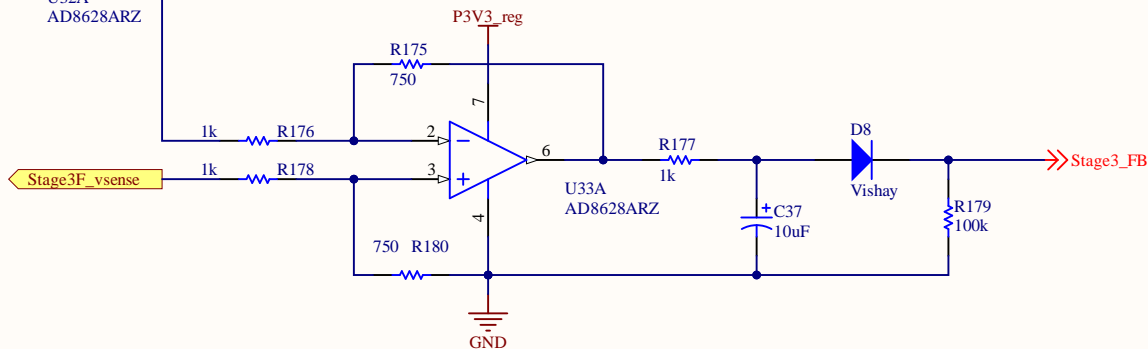 AD8628ARZ
P3V3_reg
R175
750
7
1k
R176
2
6
R177
1k
D8
Vishay
Stage3_FB
Stage3F_vsense
1k
R178
3
U33A
AD8628ARZ
4
C37
10uF
R179
100k
750
R180
GND